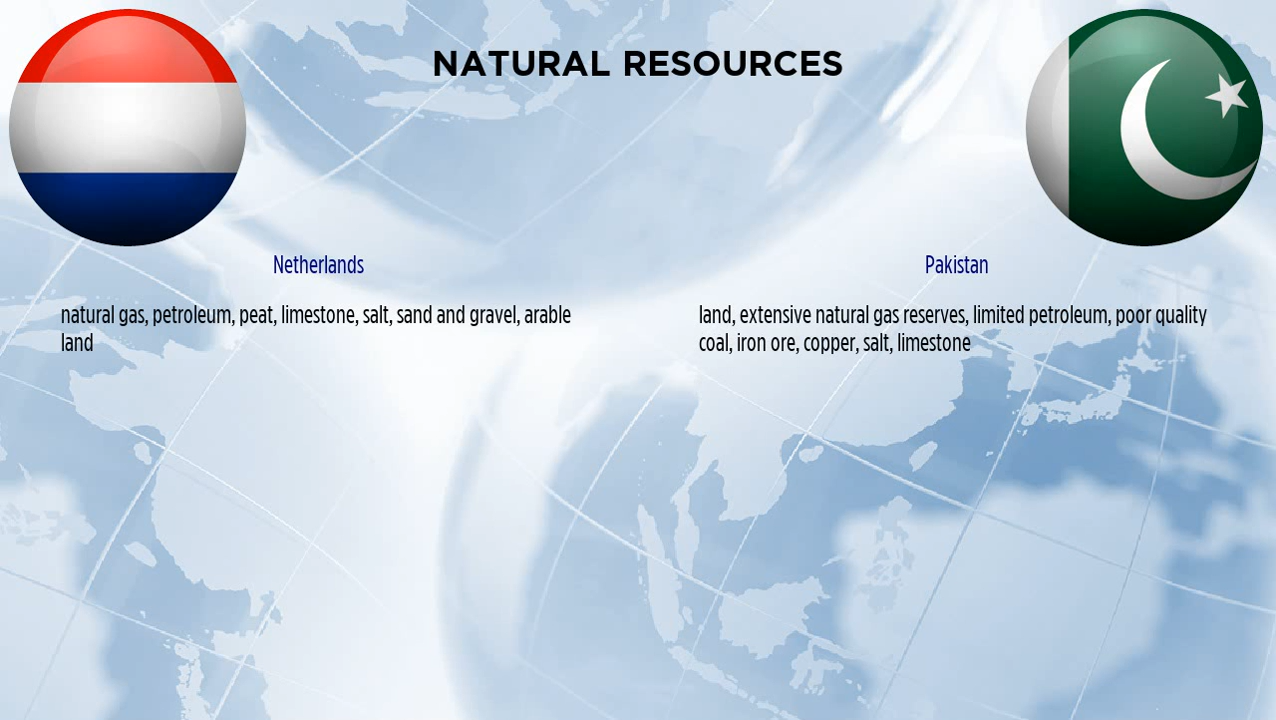 NATURAL RESOURCES
Netherlands
natural gas, petroleum, peat, limestone, salt, sand and gravel, arable
land
Pakistan
land, extensive natural gas reserves, limited petroleum, poor quality
coal, iron ore, copper, salt, limestone